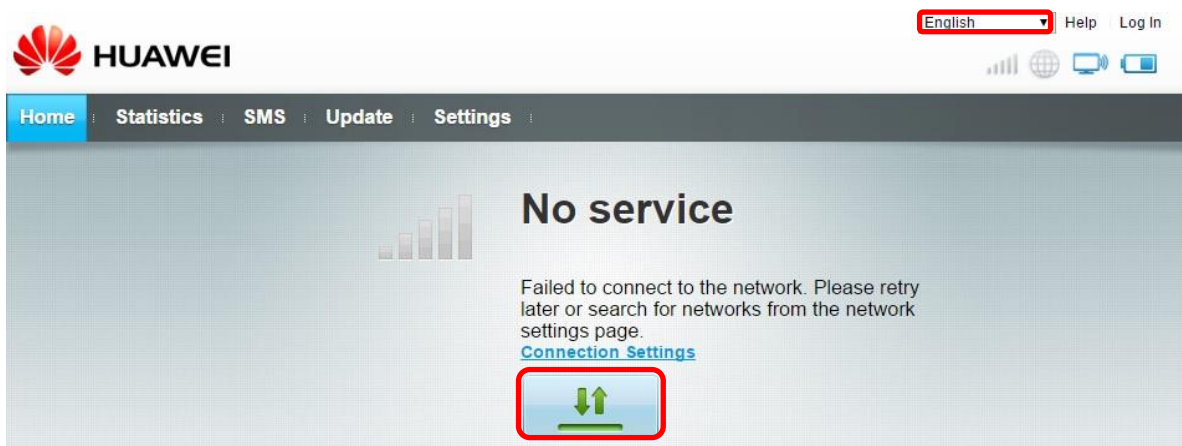 English Help Log In
HUAWEI
Home Statistics SMS Update Settings
No service
Failed to connect to the network. Please retry
later or search for networks from the network
settings page.
Connection Settings